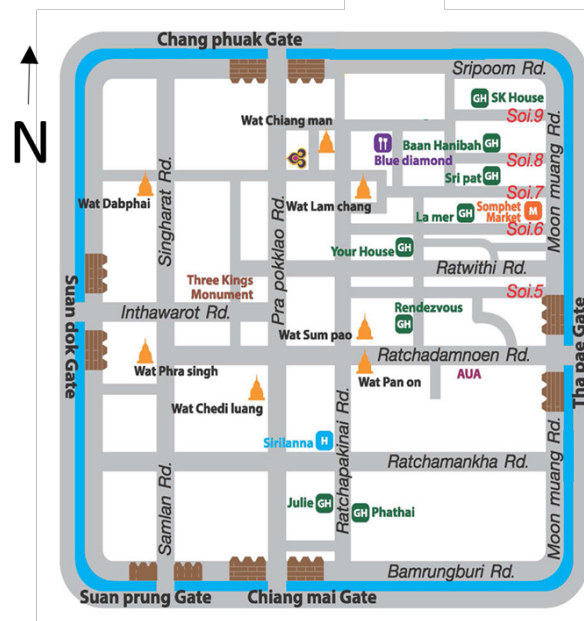 Chang phuak Gate
N
Sripoom Rd.
GH SK House
Soi.9
Wat Chiang man
Moon muang Rd.
Baan Hanibah GH
Blue diamond
Soi.8
Singharat Rd.
Sri pat GH
Soi.7
Wat Dabphai
Wat Lam chang
Somphet
Market M
La mer GH
Soi.6
Pra pokklao Rd.
Your House GH
Ratwithi Rd.
Three Kings
Monument
Soi.5
Suan dok Gate
Inthawarot Rd.
Rendezvous
GH
Tha pae Gate
Wat Sum pao
Ratchadamnoen Rd.
Wat Phra singh
Wat Pan on
AUA
Wat Chedi luang
Ratchapakinai Rd.
Sirilanna H
Ratchamankha Rd.
Samlan Rd.
Moon muang Rd.
Julie GH
GH Phathai
Bamrungburi Rd.
Suan prung Gate
Chiang mai Gate